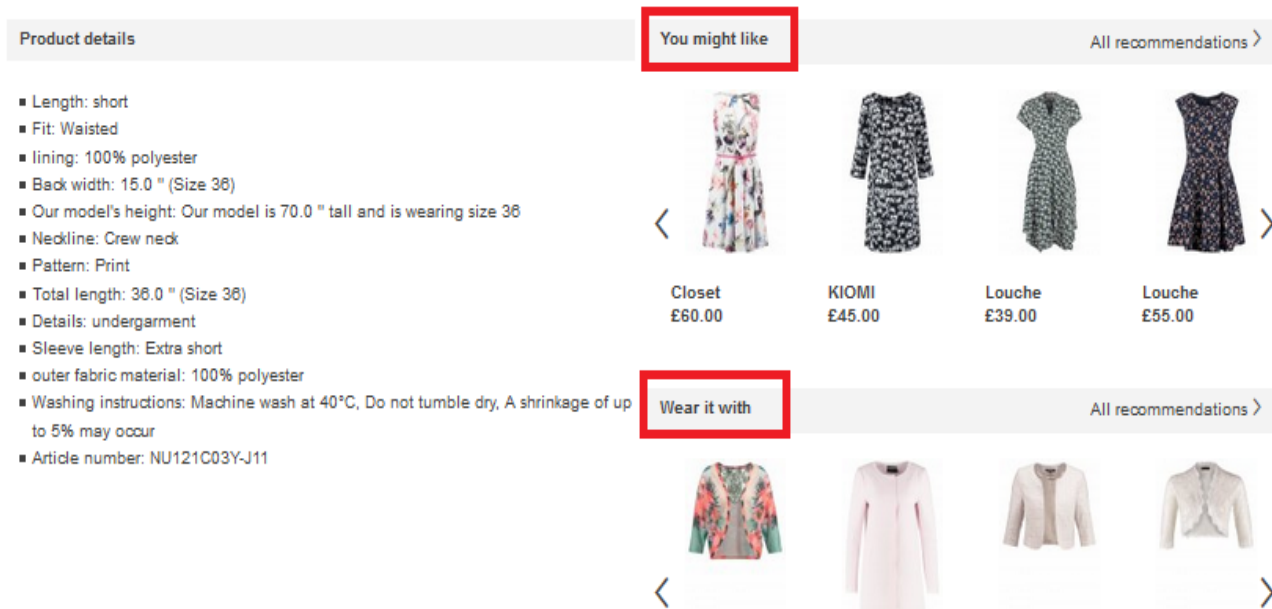 Product details
Length: short
Fit: Waisted
lining: 100% polyester
Back width: 15.0 " (Size 36)
Our model's height: Our model is 70.0 " tall and is wearing size 36
Neckline: Crew neck
Pattern: Print
Total length: 36.0 " (Size 36)
Details: undergarment
Sleeve length: Extra short
outer fabric material: 100% polyester
Washing instructions: Machine wash at 40°C, Do not tumble dry, A shrinkage of up
to 5% may occur
Article number: NU121C03Y-J11
You might like
All recommendations
Closet
£60.00
KIOMI
£45.00
Louche
£39.00
Louche
£55.00
Wear it with
All recommendations